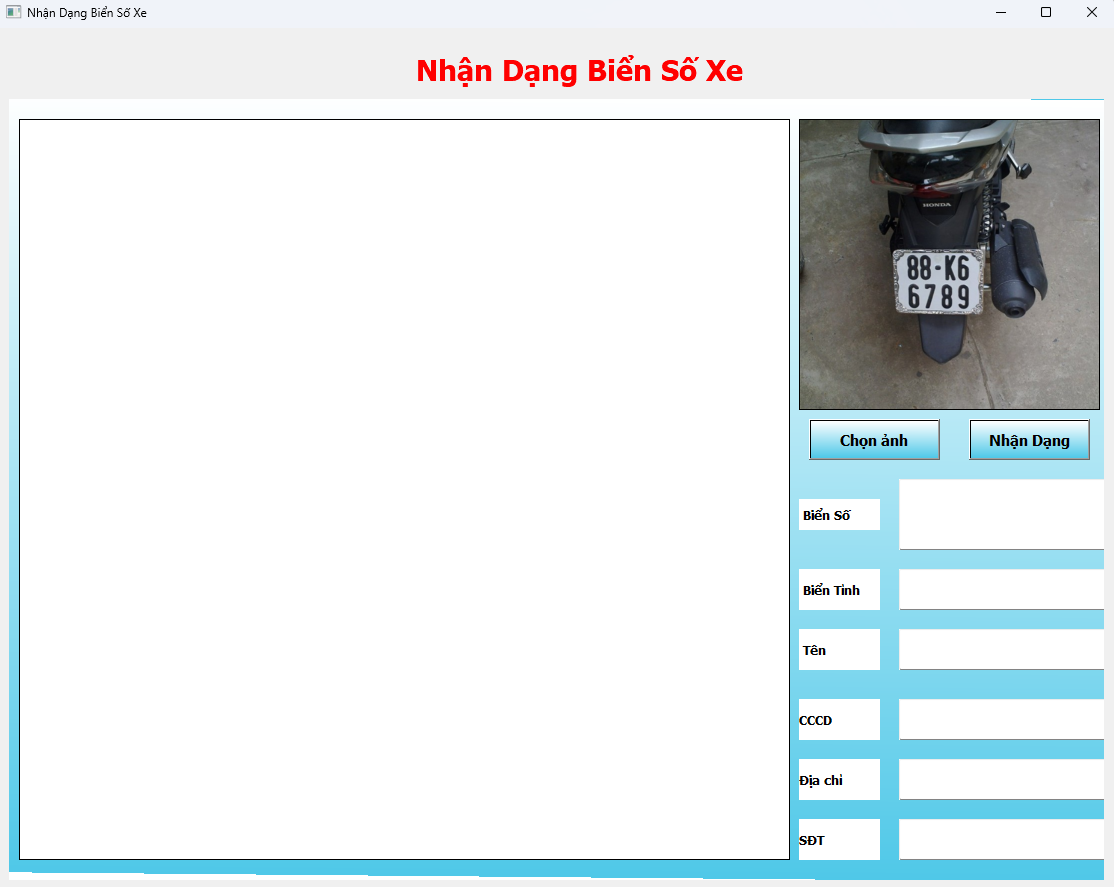 Nhận Dạng Biển Số Xe
Nhận Dạng Biển Số Xe
HONDA
88-K6
6789
Chọn ảnh
Nhận Dạng
Biển Số
Biển Tỉnh
Tên
CCCD
Địa chỉ
SĐT